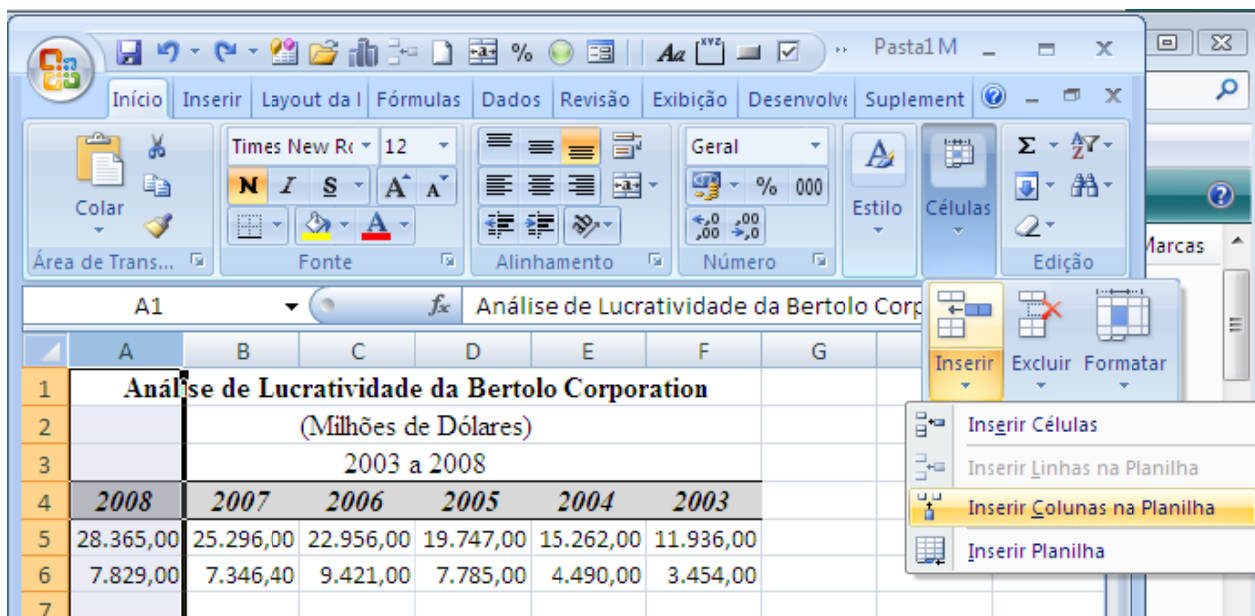 Pasta1 M
Início Inserir Layout da I Fórmulas Dados Revisão Exibição Desenvolve Suplement
Times New Ro 12 Geral
N I S A A % 000
Colar Estilo Células Marcas
Área de Trans... Fonte Alinhamento Número Edição
A1 fx Análise de Lucratividade da Bertolo Corp
A B C D E F G
Inserir Excluir Formatar
1 Análise de Lucratividade da Bertolo Corporation
2 (Milhões de Dólares)
3 2003 a 2008
4 2008 2007 2006 2005 2004 2003
5 28.365,00 25.296,00 22.956,00 19.747,00 15.262,00 11.936,00
6 7.829,00 7.346,40 9.421,00 7.785,00 4.490,00 3.454,00
7
Inserir Células
Inserir Linhas na Planilha
Inserir Colunas na Planilha
Inserir Planilha